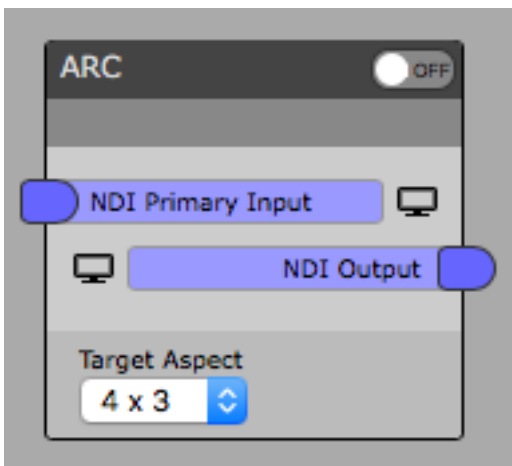 ARC
OFF
NDI Primary Input
NDI Output
Target Aspect
4 x 3